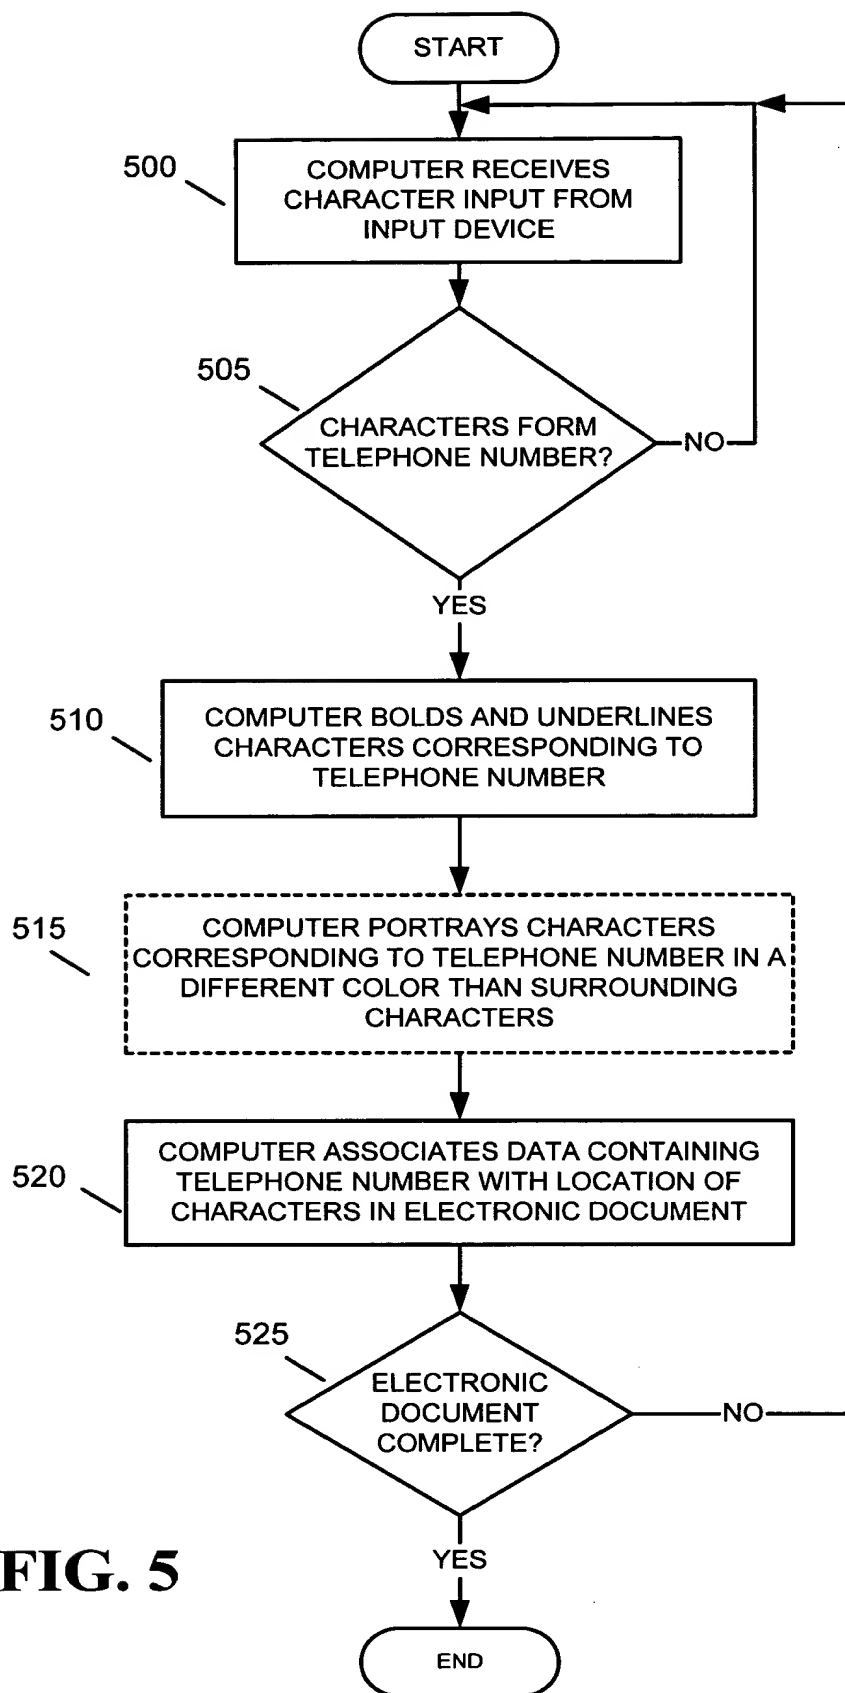 START
500
COMPUTER RECEIVES
CHARACTER INPUT FROM
INPUT DEVICE
505
CHARACTERS FORM
TELEPHONE NUMBER?
NO
YES
510
COMPUTER BOLDS AND UNDERLINES
CHARACTERS CORRESPONDING TO
TELEPHONE NUMBER
515
COMPUTER PORTRAYS CHARACTERS
CORRESPONDING TO TELEPHONE NUMBER IN A
DIFFERENT COLOR THAN SURROUNDING
CHARACTERS
520
COMPUTER ASSOCIATES DATA CONTAINING
TELEPHONE NUMBER WITH LOCATION OF
CHARACTERS IN ELECTRONIC DOCUMENT
525
ELECTRONIC
DOCUMENT
COMPLETE?
NO
YES
FIG. 5
END